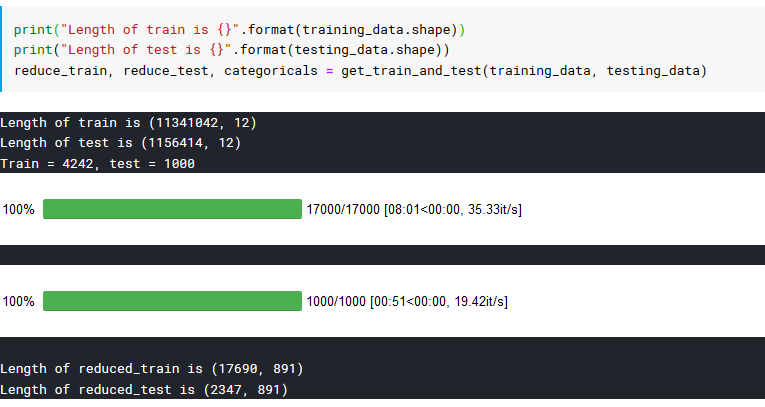 print("Length of train is {}".format(training_data.shape))
print("Length of test is {}".format(testing_data.shape))
reduce_train, reduce_test, categoricals = get_train_and_test(training_data, testing_data)
Length of train is (11341042, 12)
Length of test is (1156414, 12)
Train = 4242, test = 1000
100% 17000/17000 [08:01<00:00, 35.33it/s]
100% 1000/1000 [00:51<00:00, 19.42it/s]
Length of reduced_train is (17690, 891)
Length of reduced_test is (2347, 891)